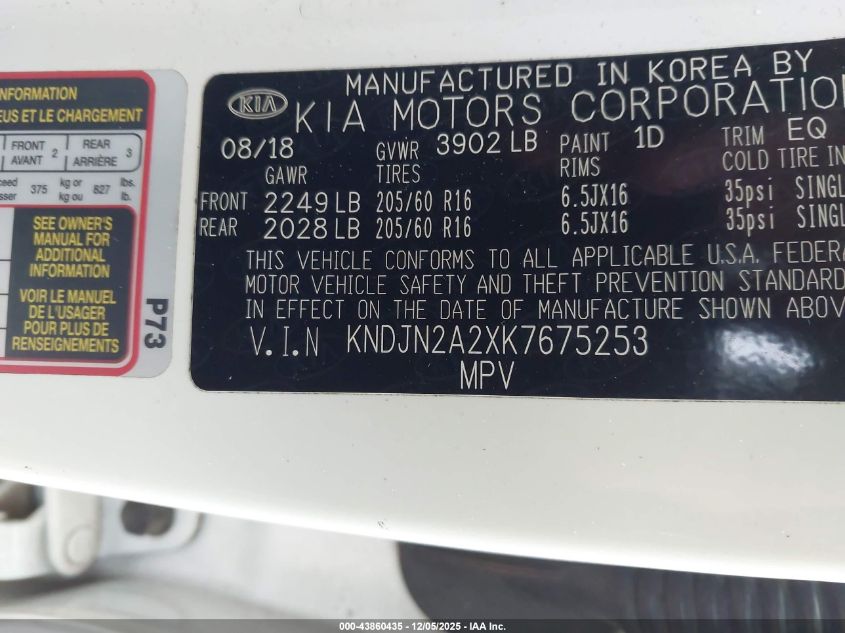 NFORMATION
EUS ET LE CHARGEMENT
FRONT
AVANT 2
REAR
ARRIÈRE 3
375 kg or
kg ou 827 lbs.
lb.
SEE OWNER'S
MANUAL FOR
ADDITIONAL
INFORMATION
VOIR LE MANUEL
DE L'USAGER
POUR PLUS DE
RENSEIGNEMENTS
P73
MANUFACTURED IN KOREA BY
KIA KIA MOTORS CORPORATION
08/18 GVWR 3902 LB PAINT 1D TRIM EQ
GAWR TIRES RIMS COLD TIRE IN
FRONT 2249 LB 205/60 R16 6.5JX16 35psi SINGL
REAR 2028 LB 205/60 R16 6.5JX16 35psi SINGL
THIS VEHICLE CONFORMS TO ALL APPLICABLE U.S.A. FEDERA
MOTOR VEHICLE SAFETY AND THEFT PREVENTION STANDARD
IN EFFECT ON THE DATE OF MANUFACTURE SHOWN ABOV
V.I.N KNDJN2A2XK7675253
MPV
000-43860435 - 12/05/2025 - IAA Inc.